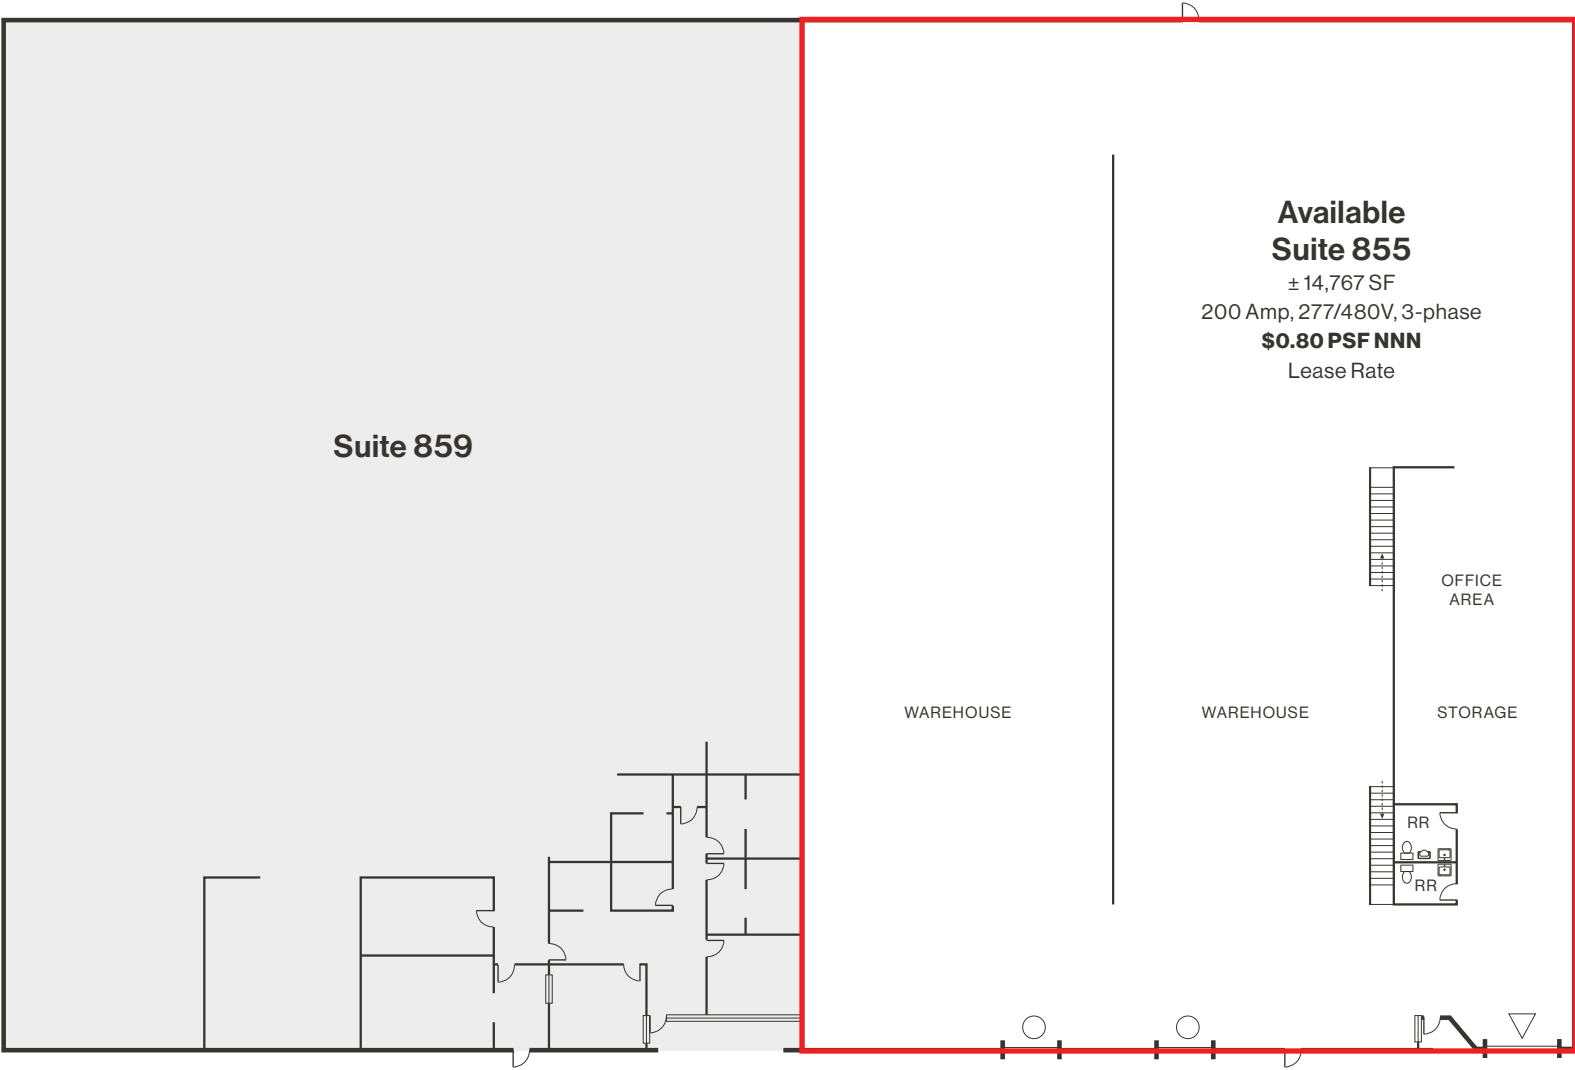 Available
Suite 855
± 14,767 SF
200 Amp, 277/480V, 3-phase
$0.80 PSF NNN
Lease Rate
Suite 859
OFFICE
AREA
WAREHOUSE
WAREHOUSE
STORAGE
RR
RR